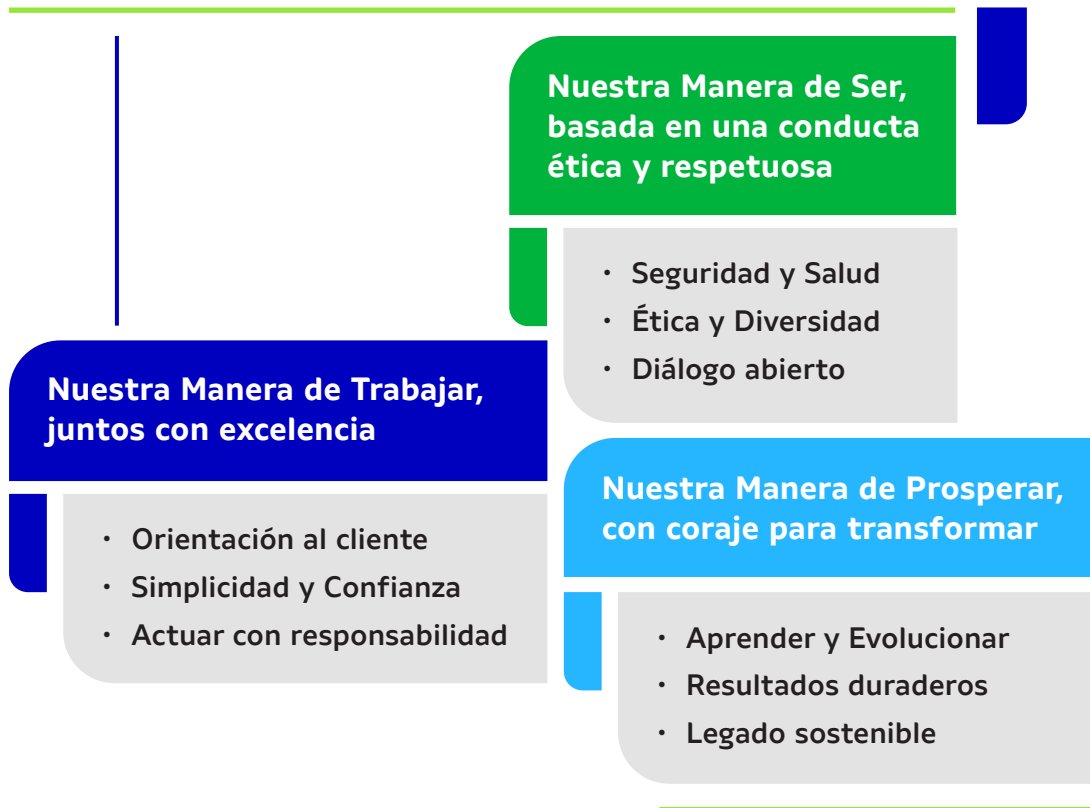 Nuestra Manera de Ser,
basada en una conducta
ética y respetuosa
• Seguridad y Salud
• Ética y Diversidad
• Diálogo abierto
Nuestra Manera de Trabajar,
juntos con excelencia
• Orientación al cliente
• Simplicidad y Confianza
• Actuar con responsabilidad
Nuestra Manera de Prosperar,
con coraje para transformar
• Aprender y Evolucionar
• Resultados duraderos
• Legado sostenible